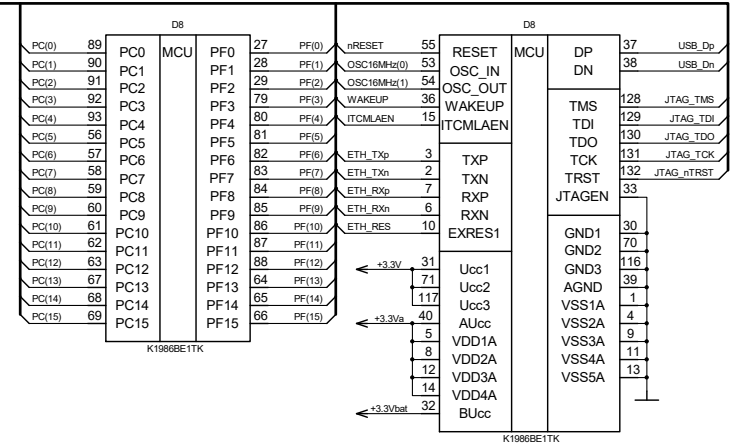 D8
PC(0) 89 PC0 MCU PF0 27 PF(0)
PC(1) 90 PC1 PF1 28 PF(1)
PC(2) 91 PC2 PF2 29 PF(2)
PC(3) 92 PC3 PF3 79 PF(3)
PC(4) 93 PC4 PF4 80 PF(4)
PC(5) 56 PC5 PF5 81 PF(5)
PC(6) 57 PC6 PF6 82 PF(6)
PC(7) 58 PC7 PF7 83 PF(7)
PC(8) 59 PC8 PF8 84 PF(8)
PC(9) 60 PC9 PF9 85 PF(9)
PC(10) 61 PC10 PF10 86 PF(10)
PC(11) 62 PC11 PF11 87 PF(11)
PC(12) 63 PC12 PF12 88 PF(12)
PC(13) 67 PC13 PF13 64 PF(13)
PC(14) 68 PC14 PF14 65 PF(14)
PC(15) 69 PC15 PF15 66 PF(15)
K1986BE1TK
D8
nRESET 55 RESET MCU DP 37 USB_Dp
OSC16MHz(0) 53 OSC_IN DN 38 USB_Dn
OSC16MHz(1) 54 OSC_OUT
WAKEUP 36 WAKEUP TMS 128 JTAG_TMS
ITCMLAEN 15 ITCMLAEN TDI 129 JTAG_TDI
TDO 130 JTAG_TDO
ETH_TXp 3 TXP TCK 131 JTAG_TCK
ETH_TXn 2 TXN TRST 132 JTAG_nTRST
ETH_RXp 7 RXP JTAGEN 33
ETH_RXn 6 RXN
ETH_RES 10 EXRES1 GND1 30
GND2 70
+3.3V 31 Ucc1 GND3 116
71 Ucc2 AGND 39
117 Ucc3 VSS1A 1
+3.3Va 40 AUcc VSS2A 4
5 VDD1A VSS3A 9
8 VDD2A VSS4A 11
12 VDD3A VSS5A 13
14 VDD4A
+3.3Vbat 32 BUcc
K1986BE1TK